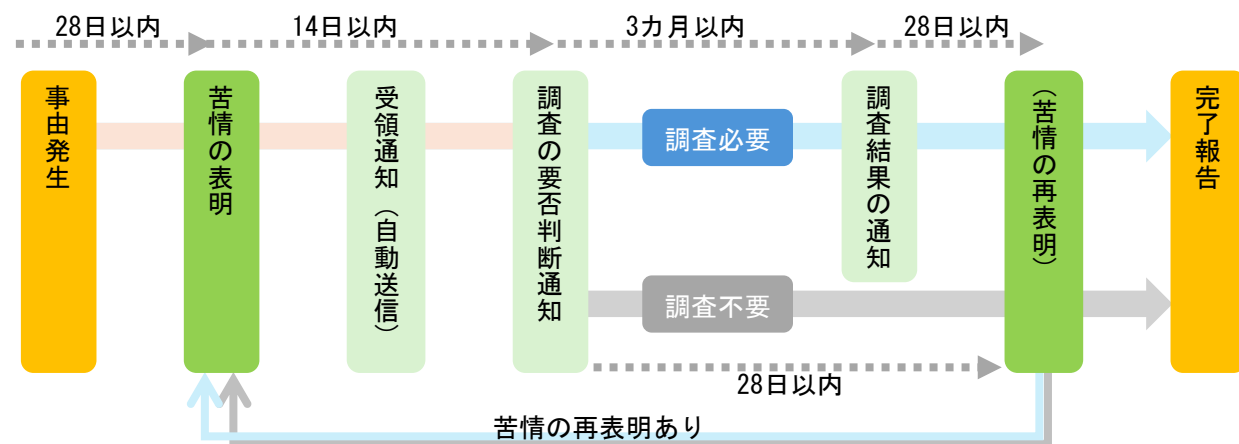 28日以内
14日以内
3カ月以内
28日以内
事由発生
苦情の表明
受領通知（自動送信）
調査の要否判断通知
調査必要
調査不要
調査結果の通知
（苦情の再表明）
完了報告
28日以内
苦情の再表明あり